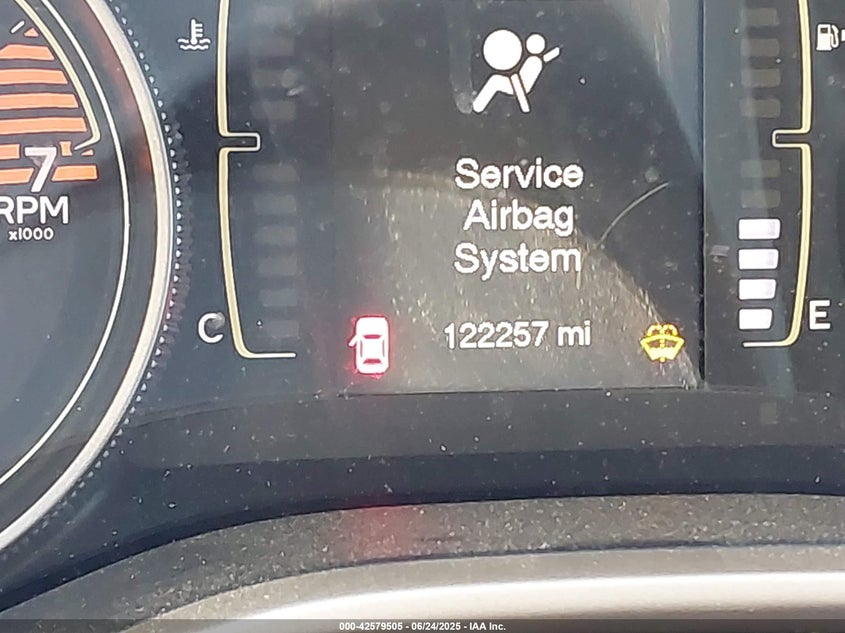 7
RPM
x1000
Service
Airbag
System
C
122257 mi
E
000-42579505 - 06/24/2025 - IAA Inc.